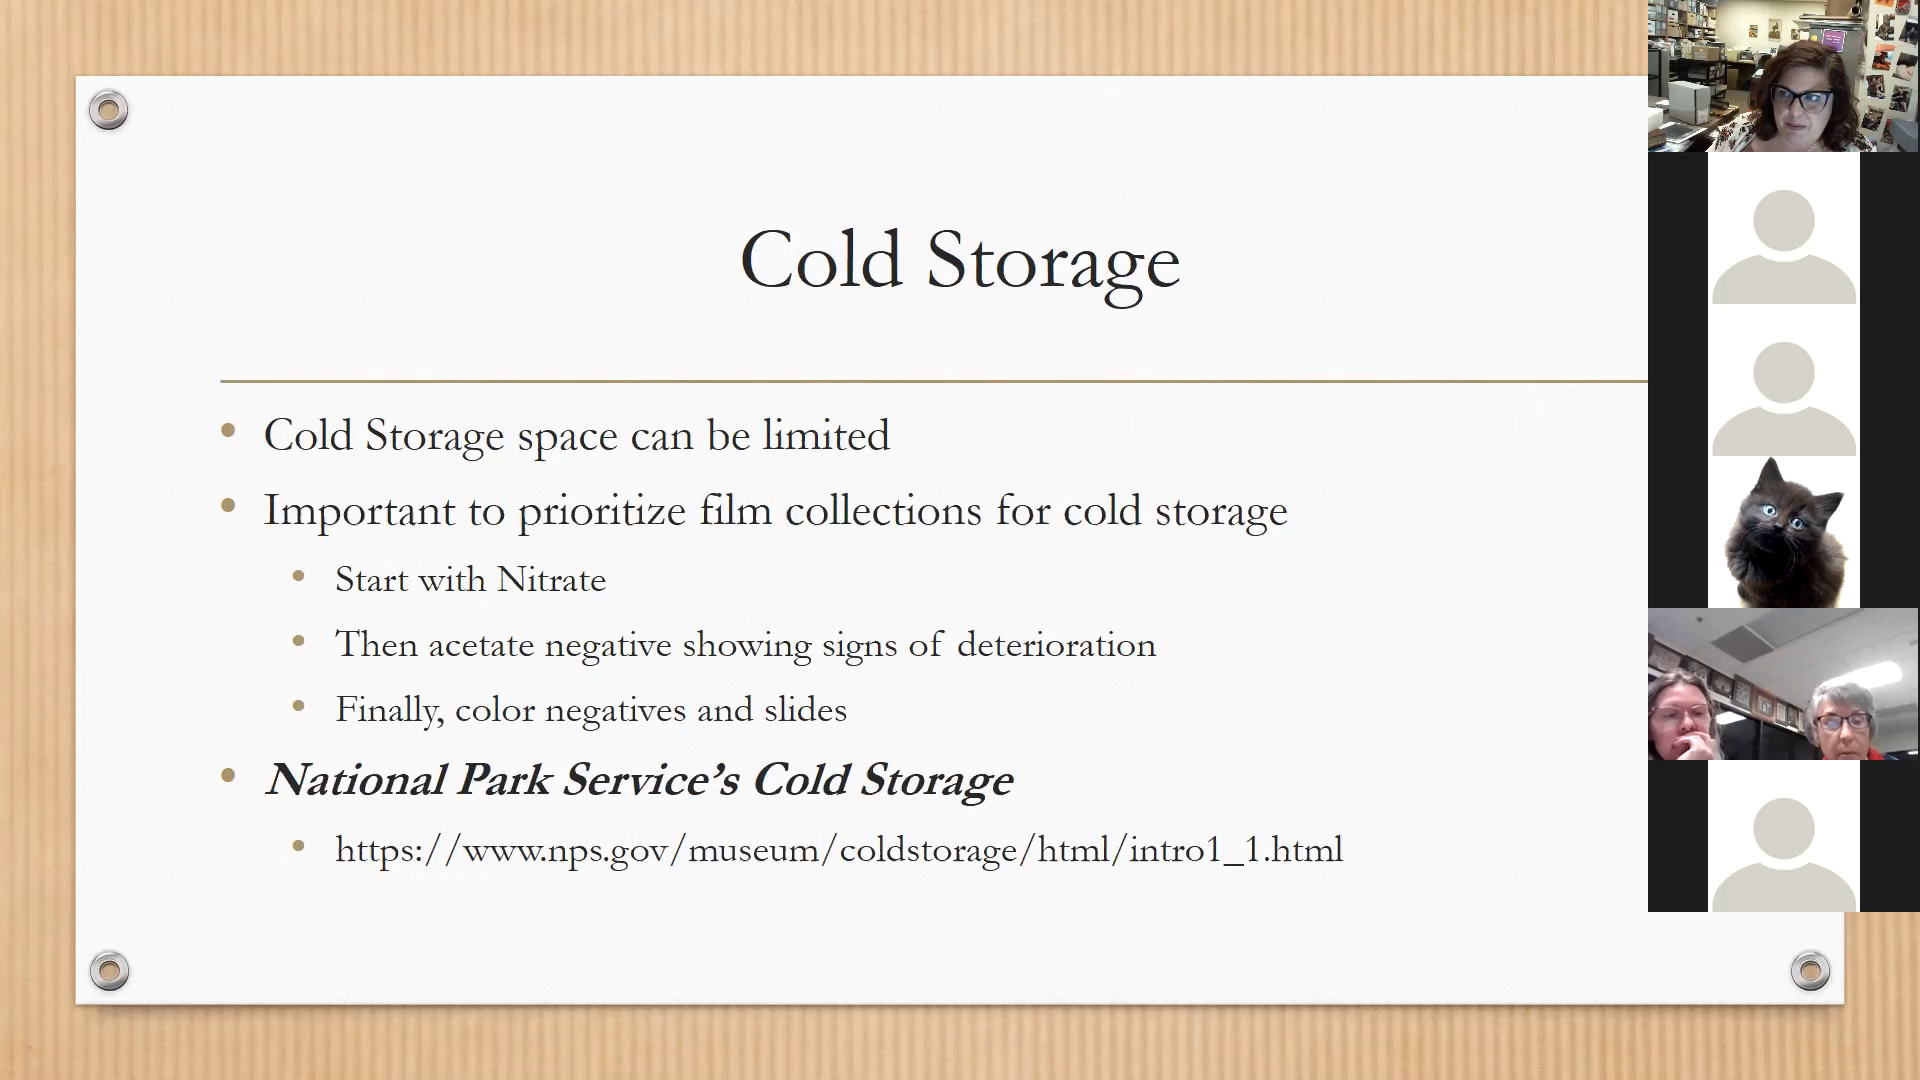 Cold Storage
Cold Storage space can be limited
Important to prioritize film collections for cold storage
Start with Nitrate
Then acetate negative showing signs of deterioration
Finally, color negatives and slides
National Park Service’s Cold Storage
https://www.nps.gov/museum/coldstorage/html/intro1_1.html